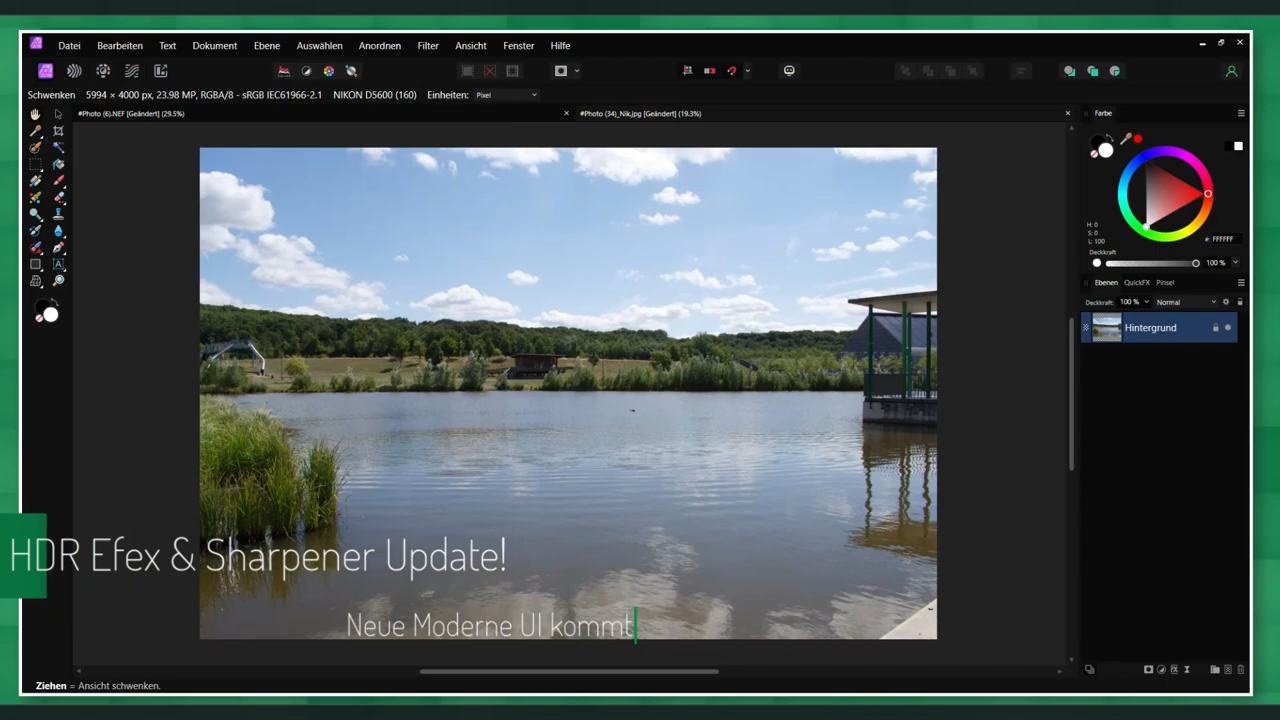 Datei Bearbeiten Text Dokument Ebene Auswählen Anordnen Filter Ansicht Fenster Hilfe
Schwenken 5994 × 4000 px, 23.98 MP, RGBA/8 - sRGB IEC61966-2.1 NIKON D5600 (160) Einheiten: Pixel
#Photo (6).NEF [Geändert] (29.5%) #Photo (34)_Nik.jpg [Geändert] (19.3%)
Farbe
H: 0
S: 0
L: 100
#: FFFFFF
Deckkraft
100 %
Ebenen QuickFX Pinsel
Deckkraft: 100 % Normal
Hintergrund
HDR Efex & Sharpener Update!
Neue Moderne UI kommt
Ziehen = Ansicht schwenken.